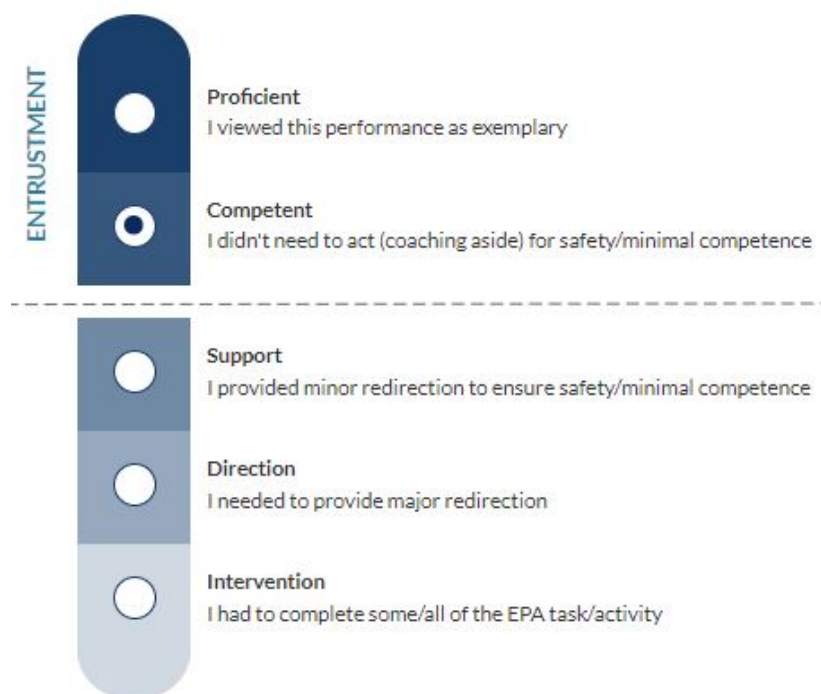 ENTRUSTMENT
Proficient
I viewed this performance as exemplary
Competent
I didn't need to act (coaching aside) for safety/minimal competence
Support
I provided minor redirection to ensure safety/minimal competence
Direction
I needed to provide major redirection
Intervention
I had to complete some/all of the EPA task/activity